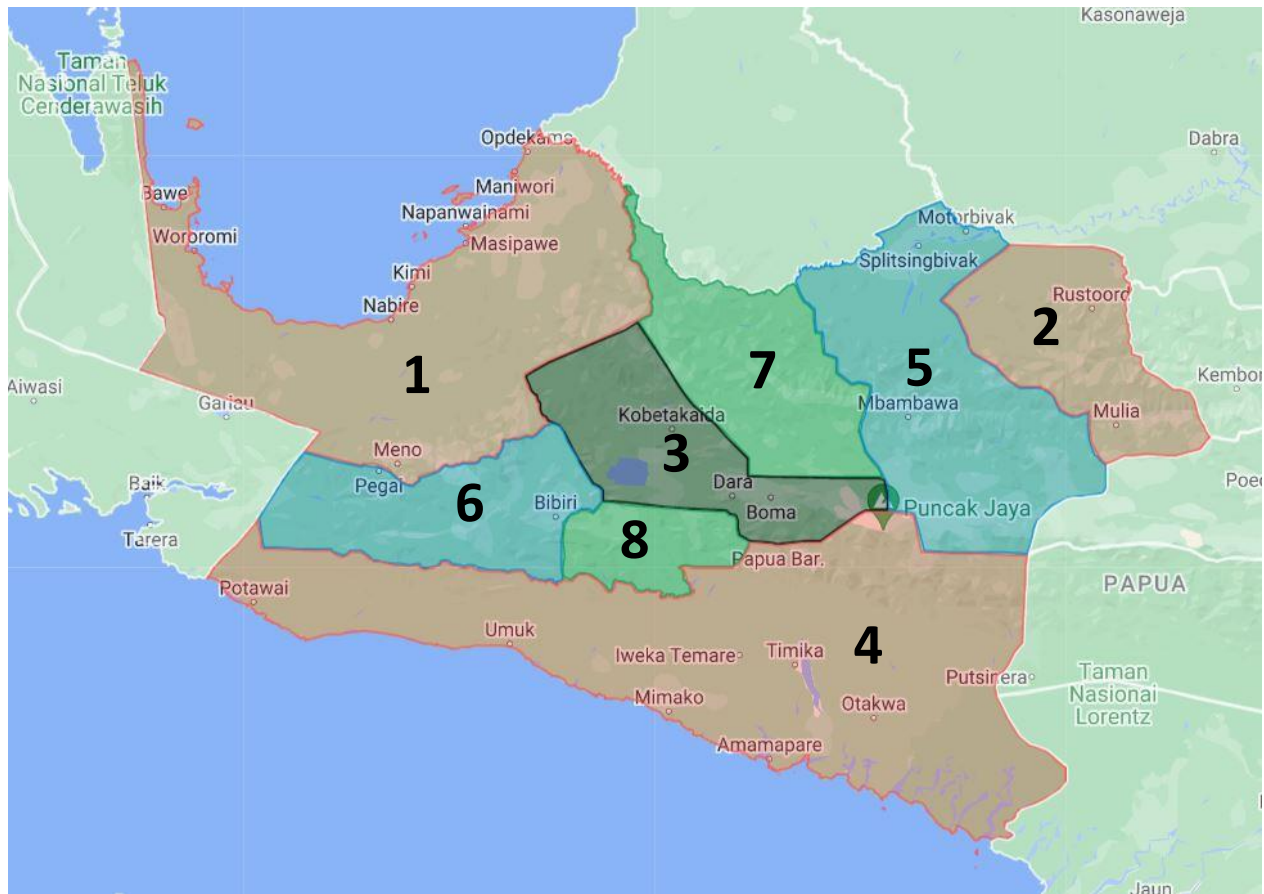 Kasonaweja
Taman
Nasional Teluk
Cenderawasih
Opdekamo
Dabra
Maniwori
Bawe
Napanwainami
Motorbivak
Worbromi
Masipawe
Splitsingbivak
Kimi
Rustoord
Nabire
2
7
5
1
Aiwasi
Kembor
Gariau
Kobetakaida
Mbambawa
Mulia
Meno
3
Baik
Pegai
Dara
Poec
6
Bibiri
Boma
Puncak Jaya
Tarera
8
Papua Bar.
PAPUA
Potawai
Umuk
Iweka Temare
Timika
4
Putsinera
Taman
Nasional
Lorentz
Mimako
Otakwa
Amamapare
Jaun